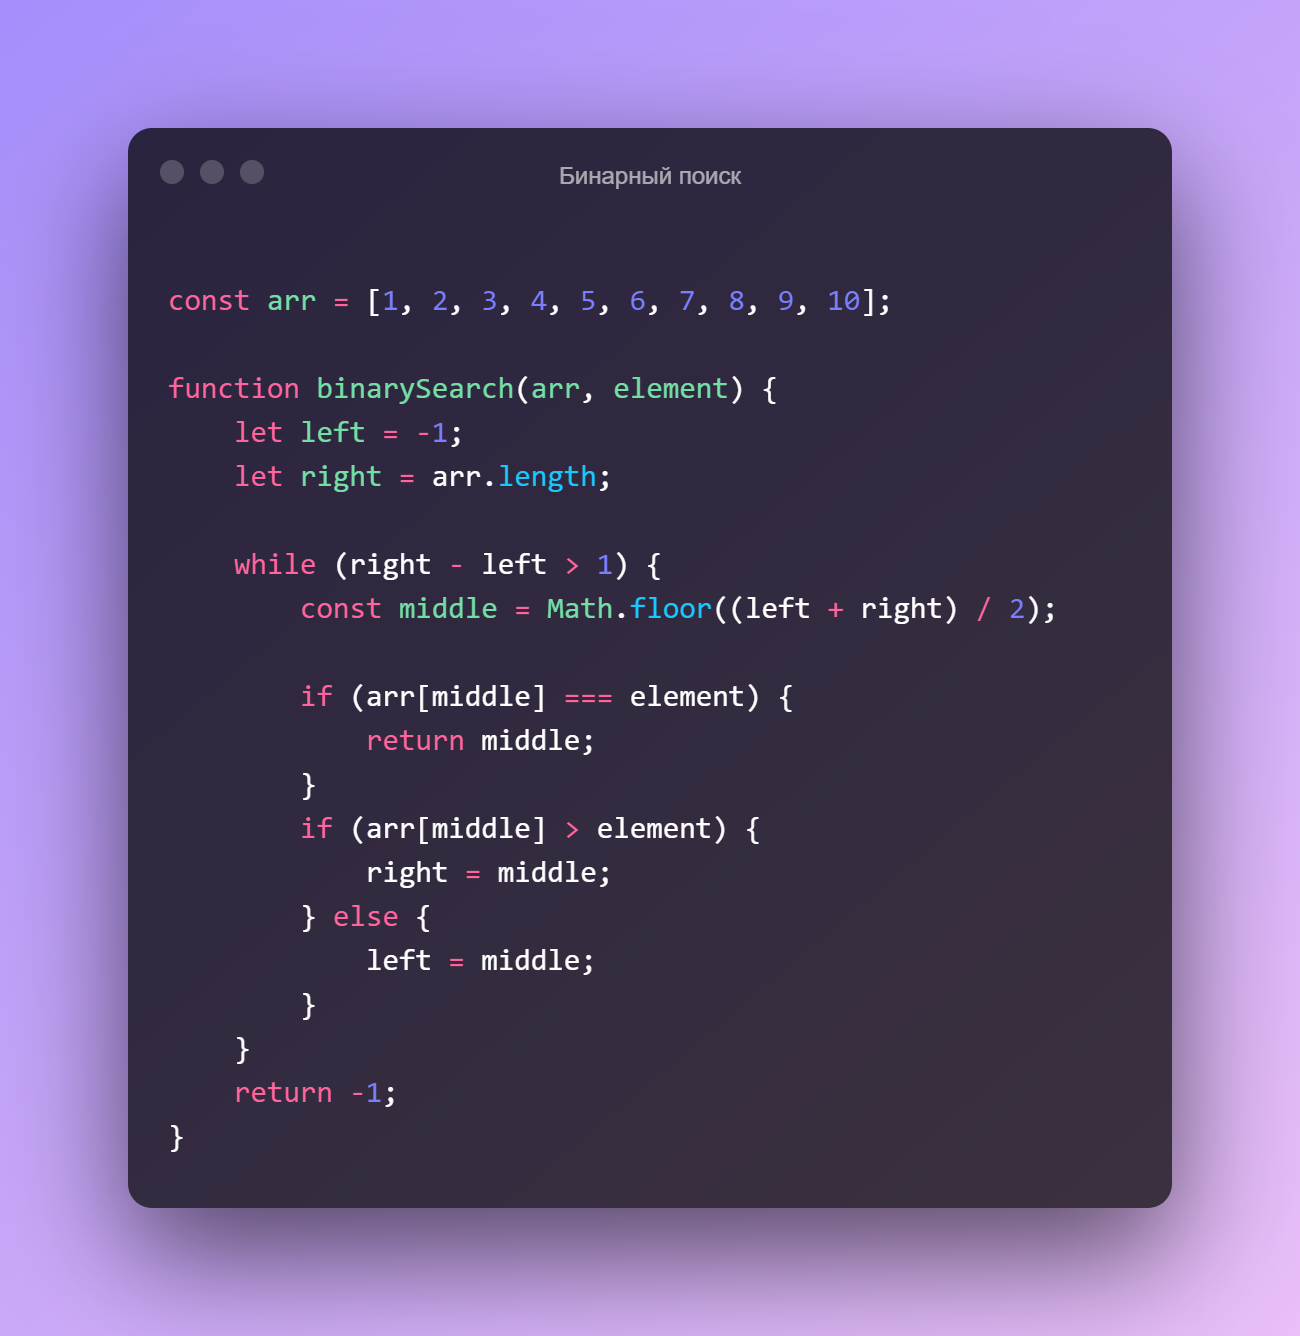 Бинарный поиск
const arr = [1, 2, 3, 4, 5, 6, 7, 8, 9, 10];
function binarySearch(arr, element) {
    let left = -1;
    let right = arr.length;
    while (right - left > 1) {
        const middle = Math.floor((left + right) / 2);
        if (arr[middle] === element) {
            return middle;
        }
        if (arr[middle] > element) {
            right = middle;
        } else {
            left = middle;
        }
    }
    return -1;
}